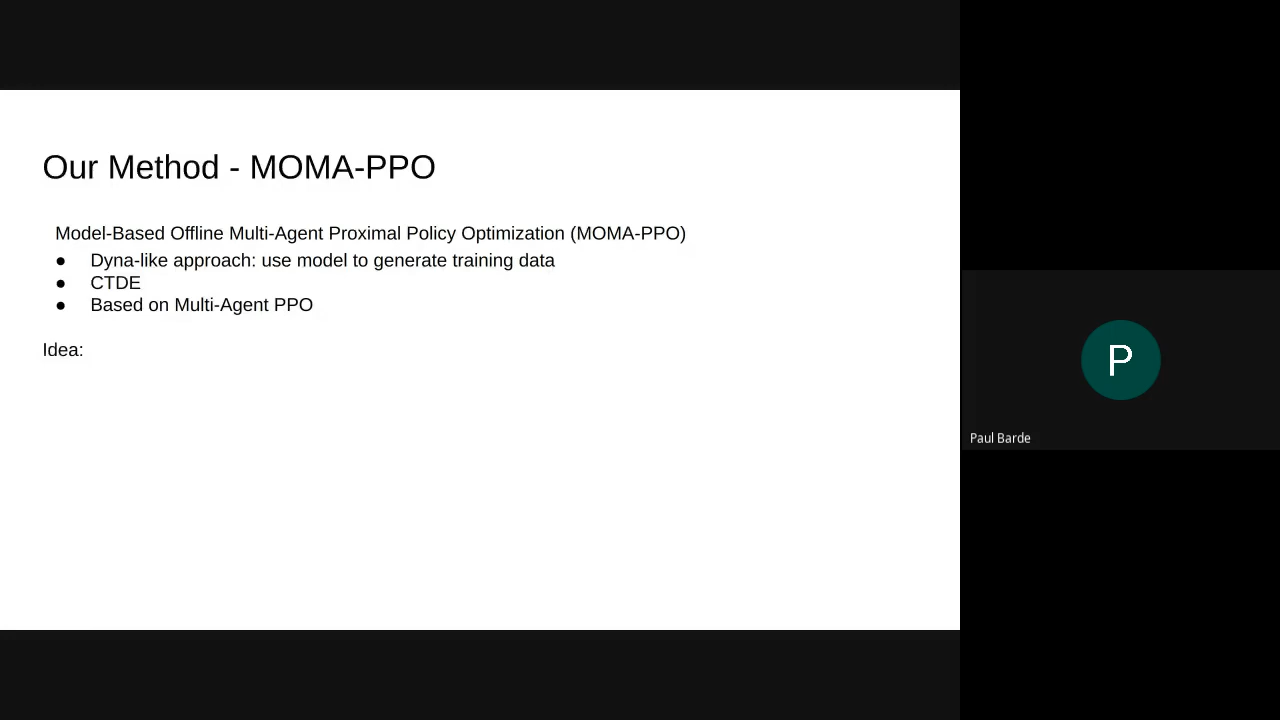 Our Method - MOMA-PPO
Model-Based Offline Multi-Agent Proximal Policy Optimization (MOMA-PPO)
● Dyna-like approach: use model to generate training data
● CTDE
● Based on Multi-Agent PPO
Idea:
P
Paul Barde